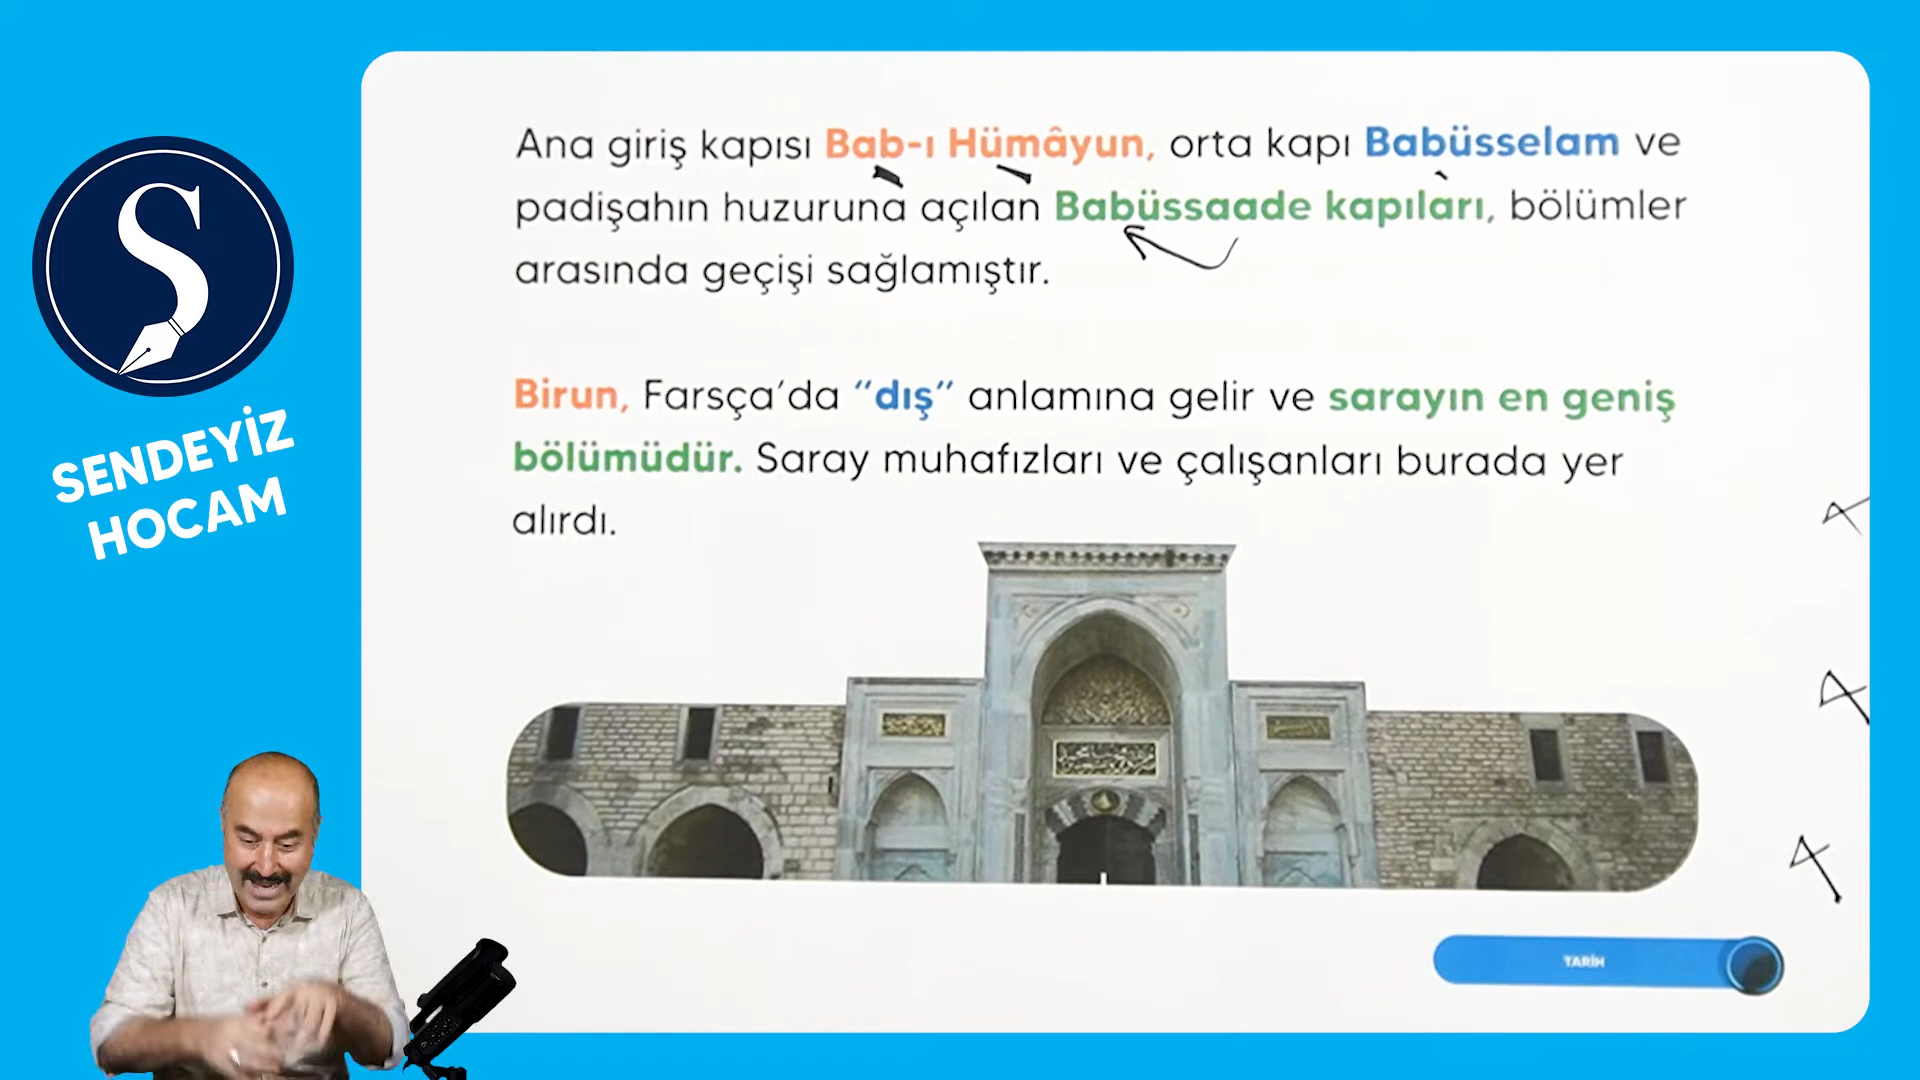 Ana giriş kapısı Bab-ı Hümâyun, orta kapı Babüsselam ve
padişahın huzuruna açılan Babüssaade kapıları, bölümler
arasında geçişi sağlamıştır.
Birun, Farsça’da “dış” anlamına gelir ve sarayın en geniş
bölümüdür. Saray muhafızları ve çalışanları burada yer
alırdı.
SENDEYİZ
HOCAM
TARİH